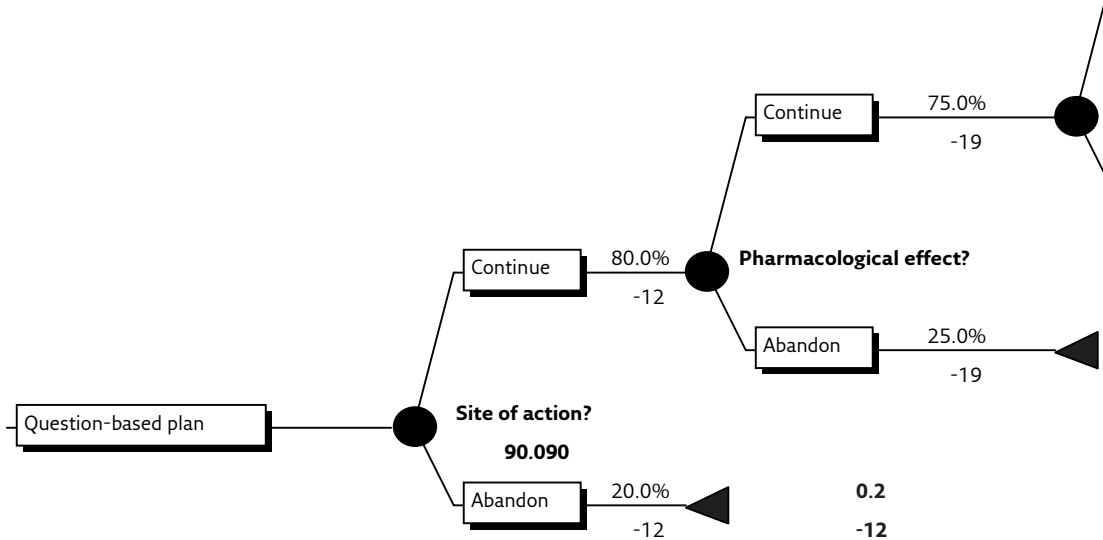 Continue
75.0%
-19
Continue
80.0%
-12
Pharmacological effect?
Abandon
25.0%
-19
Question-based plan
Site of action?
90.090
Abandon
20.0%
-12
0.2
-12